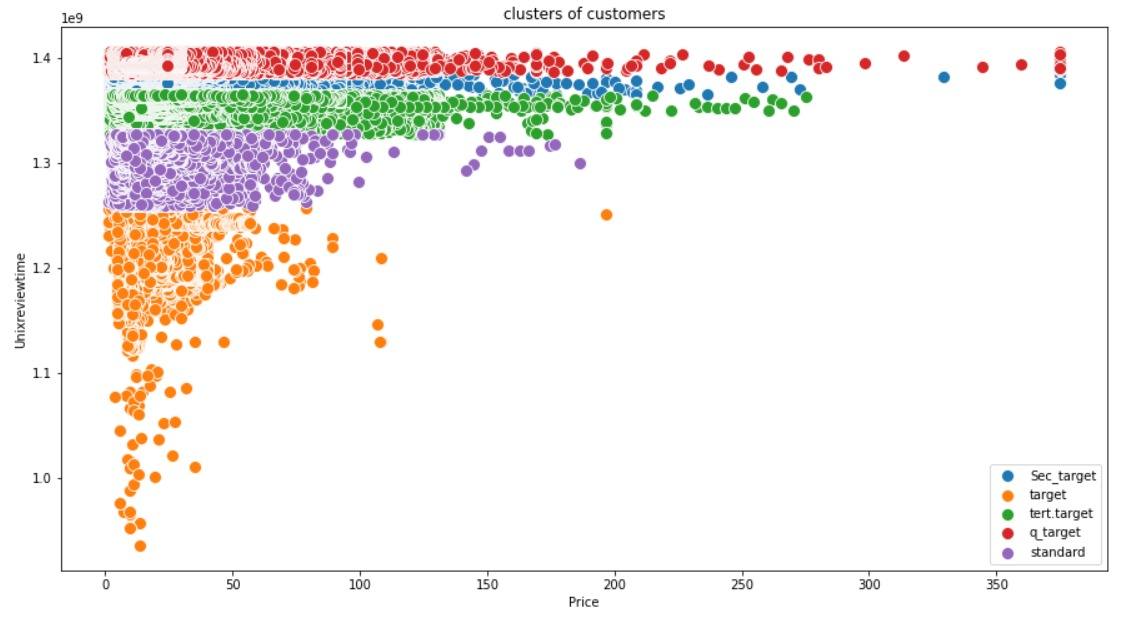 clusters of customers
1e9
1.4
1.3
1.2
1.1
1.0
Unixreviewtime
0 50 100 150 200 250 300 350
Price
Sec_target
target
tert.target
q_target
standard